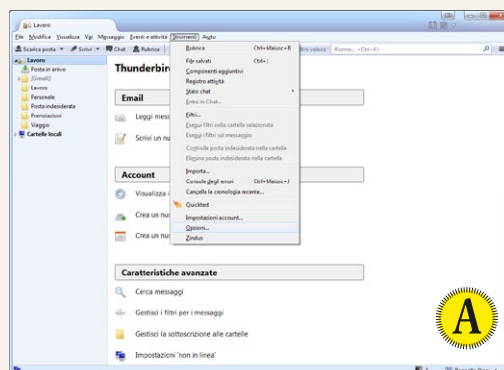 Lavoro
File Modifica Visualizza Vai Messaggio Eventi e attività Strumenti Aiuto
Scarica posta Scrivi Chat Rubrica
Lavoro
Posta in arrivo
[Gmail]
Lavoro
Personale
Posta indesiderata
Prenotazioni
Viaggio
Cartelle locali
Rubrica Ctrl+Maiusc+B
File salvati Ctrl+J
Componenti aggiuntivi
Registro attività
Stato chat
Entra in Chat...
Filtri...
Esegui filtri nella cartella selezionata
Esegui i filtri sul messaggio
Controlla posta indesiderata nella cartella
Elimina posta indesiderata nella cartella
Importa...
Console degli errori Ctrl+Maiusc+J
Cancella la cronologia recente...
Quicktext
Impostazioni account...
Opzioni...
Zindus
Thunderbir
Email
Leggi mess
Scrivi un nu
Account
Visualizza i
Crea un nu
Crea un nu
Caratteristiche avanzate
Cerca messaggi
Gestisci i filtri per i messaggi
Gestisci la sottoscrizione alle cartelle
Impostazioni 'non in linea'
A